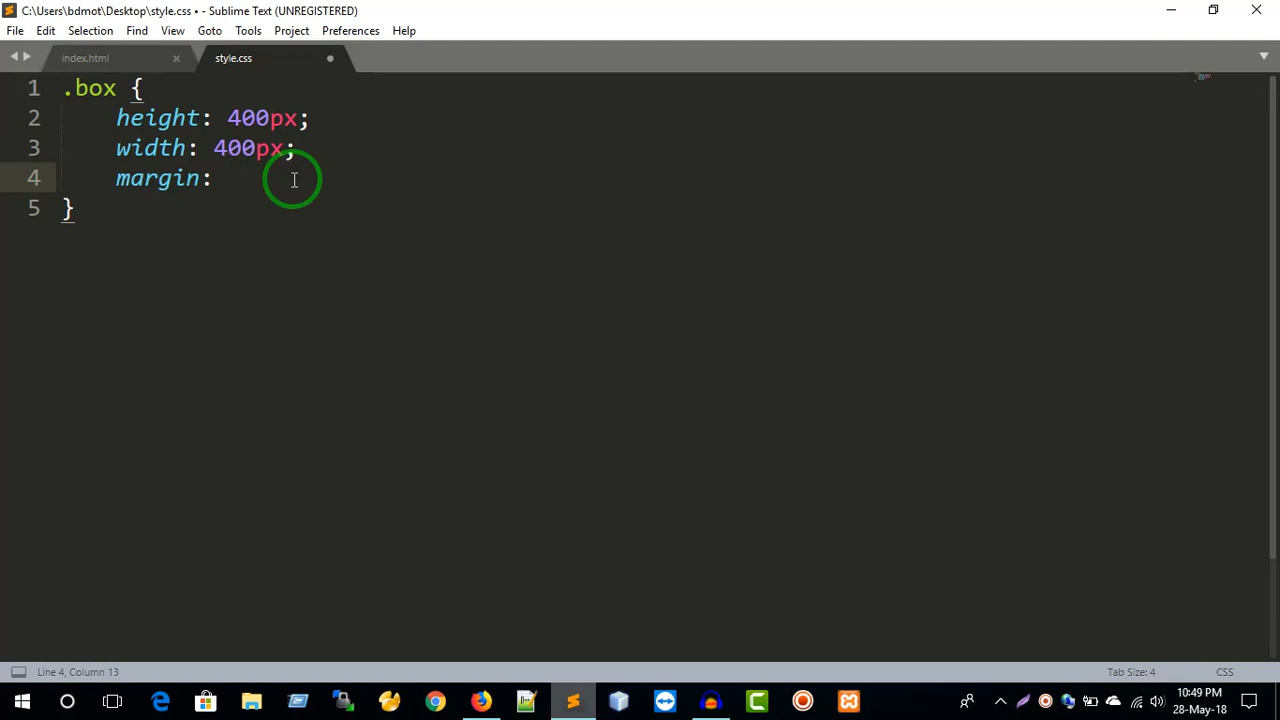 C:\Users\bdmot\Desktop\style.css • - Sublime Text (UNREGISTERED)
File Edit Selection Find View Goto Tools Project Preferences Help
index.html style.css
1 .box {
2 height: 400px;
3 width: 400px;
4 margin:
5 }
Line 4, Column 13 Tab Size: 4 CSS
10:49 PM
28-May-18